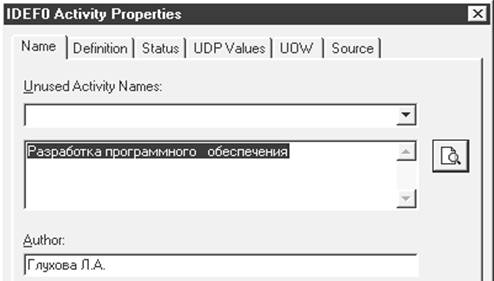 IDEF0 Activity Properties
Name Definition Status UDP Values UOW Source
Unused Activity Names:
Разработка программного обеспечения
Author:
Глухова Л.А.